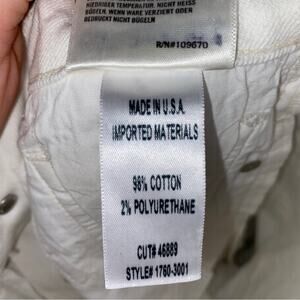 NIEDRIGER TEMPERATUR. NICHT HEISS
BÜGELN, WENN WARE VERZIERT ODER
BEDRUCKT NICHT BÜGELN.
R/N#109670
MADE IN U.S.A.
IMPORTED MATERIALS
98% COTTON
2% POLYURETHANE
CUT# 46889
STYLE# 1760-3001